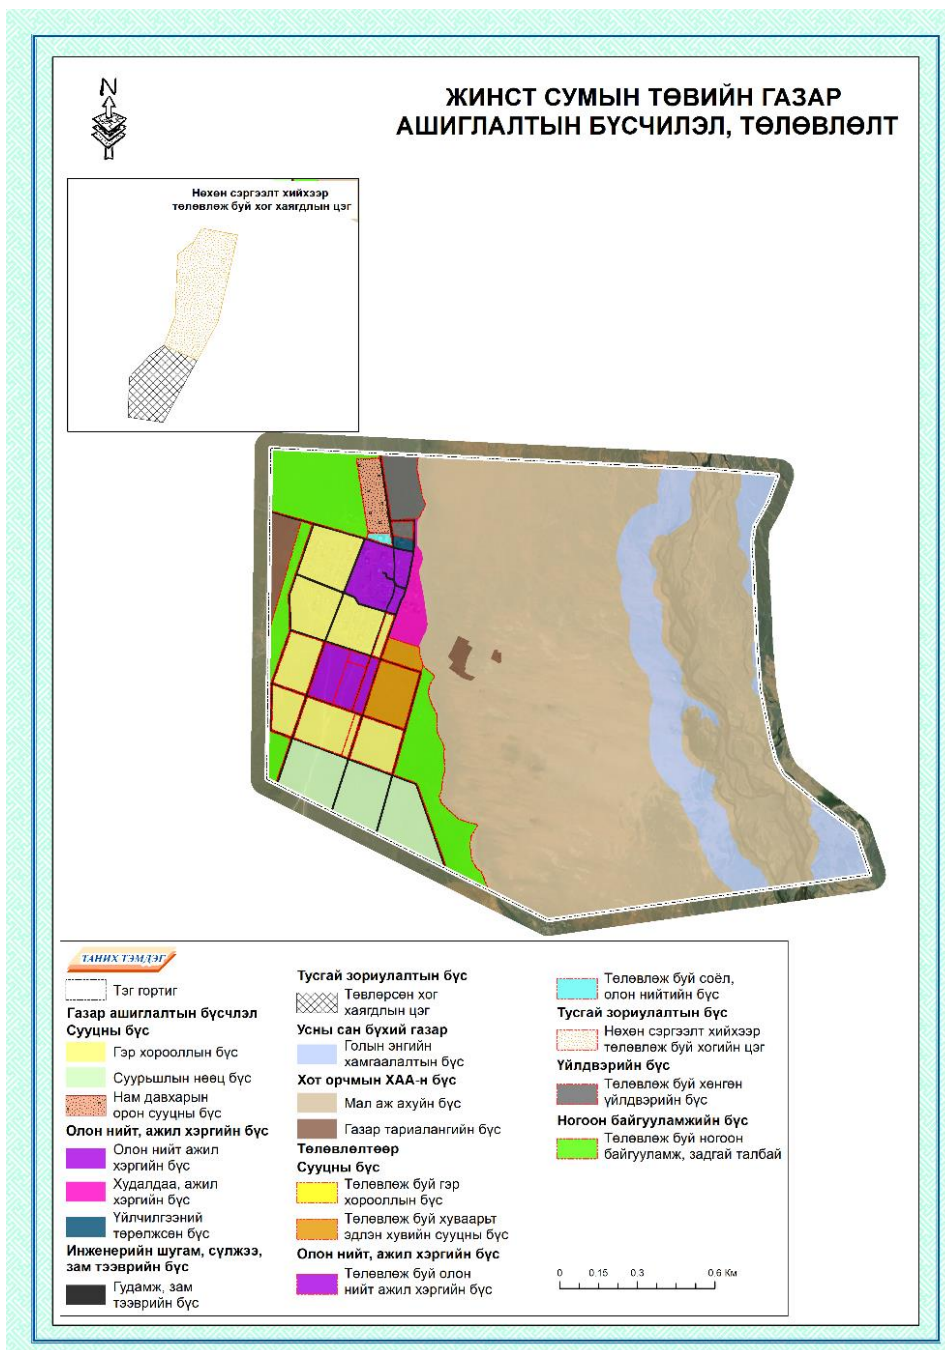 N
ЖИНСТ СУМЫН ТӨВИЙН ГАЗАР
АШИГЛАЛТЫН БҮСЧИЛЭЛ, ТӨЛӨВЛӨЛТ
Нөхөн сэргээлт хийхээр
төлөвлөж буй хог хаягдлын цэг
ТАНИХ ТЭМДЭГ
Тэг гортиг
Газар ашиглалтын бүсчлэл
Сууцны бүс
Гэр хорооллын бүс
Суурьшлын нөөц бүс
Нам давхарын
орон сууцны бүс
Олон нийт, ажил хэргийн бүс
Олон нийт ажил
хэргийн бүс
Худалдаа, ажил
хэргийн бүс
Үйлчилгээний
төрөлжсөн бүс
Инженерийн шугам, сүлжээ,
зам тээврийн бүс
Гудамж, зам
тээврийн бүс
Тусгай зориулалтын бүс
Төвлөрсөн хог
хаягдлын цэг
Усны сан бүхий газар
Голын энгийн
хамгаалалтын бүс
Хот орчмын ХАА-н бүс
Мал аж ахуйн бүс
Газар тариалангийн бүс
Төлөвлөлтөөр
Сууцны бүс
Төлөвлөж буй гэр
хорооллын бүс
Төлөвлөж буй хуваарьт
эдлэн хувийн сууцны бүс
Олон нийт, ажил хэргийн бүс
Төлөвлөж буй олон
нийт ажил хэргийн бүс
Төлөвлөж буй соёл,
олон нийтийн бүс
Тусгай зориулалтын бүс
Нөхөн сэргээлт хийхээр
төлөвлөж буй хогийн цэг
Үйлдвэрийн бүс
Төлөвлөж буй хөнгөн
үйлдвэрийн бүс
Ногоон байгууламжийн бүс
Төлөвлөж буй ногоон
байгууламж, задгай талбай
0 0.15 0.3 0.6 Км